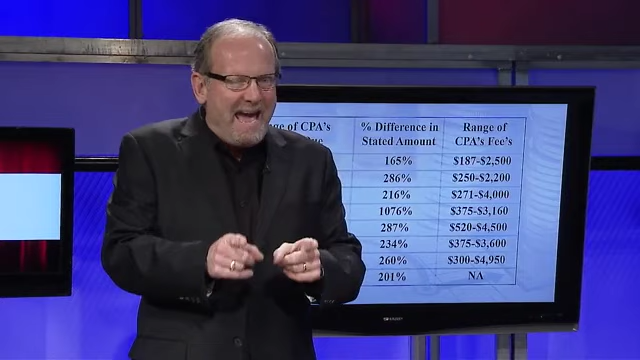 ge of CPA's % Difference in Range of
ue Stated Amount CPA's Fee's
165% $187-$2,500
286% $250-$2,200
216% $271-$4,000
1076% $375-$3,160
287% $520-$4,500
234% $375-$3,600
260% $300-$4,950
201% NA
SHARP